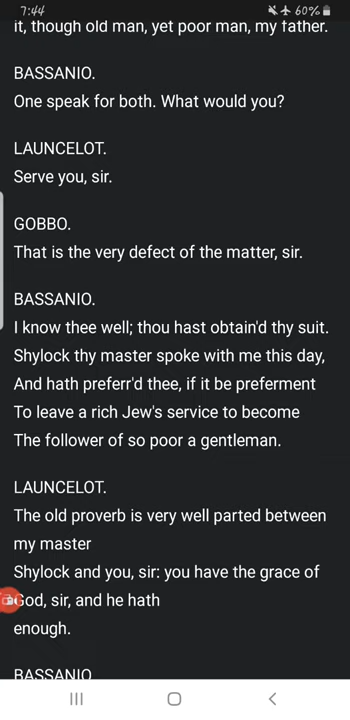 7:44
60%
it, though old man, yet poor man, my father.
BASSANIO.
One speak for both. What would you?
LAUNCELOT.
Serve you, sir.
GOBBO.
That is the very defect of the matter, sir.
BASSANIO.
I know thee well; thou hast obtain'd thy suit.
Shylock thy master spoke with me this day,
And hath preferr'd thee, if it be preferment
To leave a rich Jew's service to become
The follower of so poor a gentleman.
LAUNCELOT.
The old proverb is very well parted between
my master
Shylock and you, sir: you have the grace of
God, sir, and he hath
enough.
BASSANIO